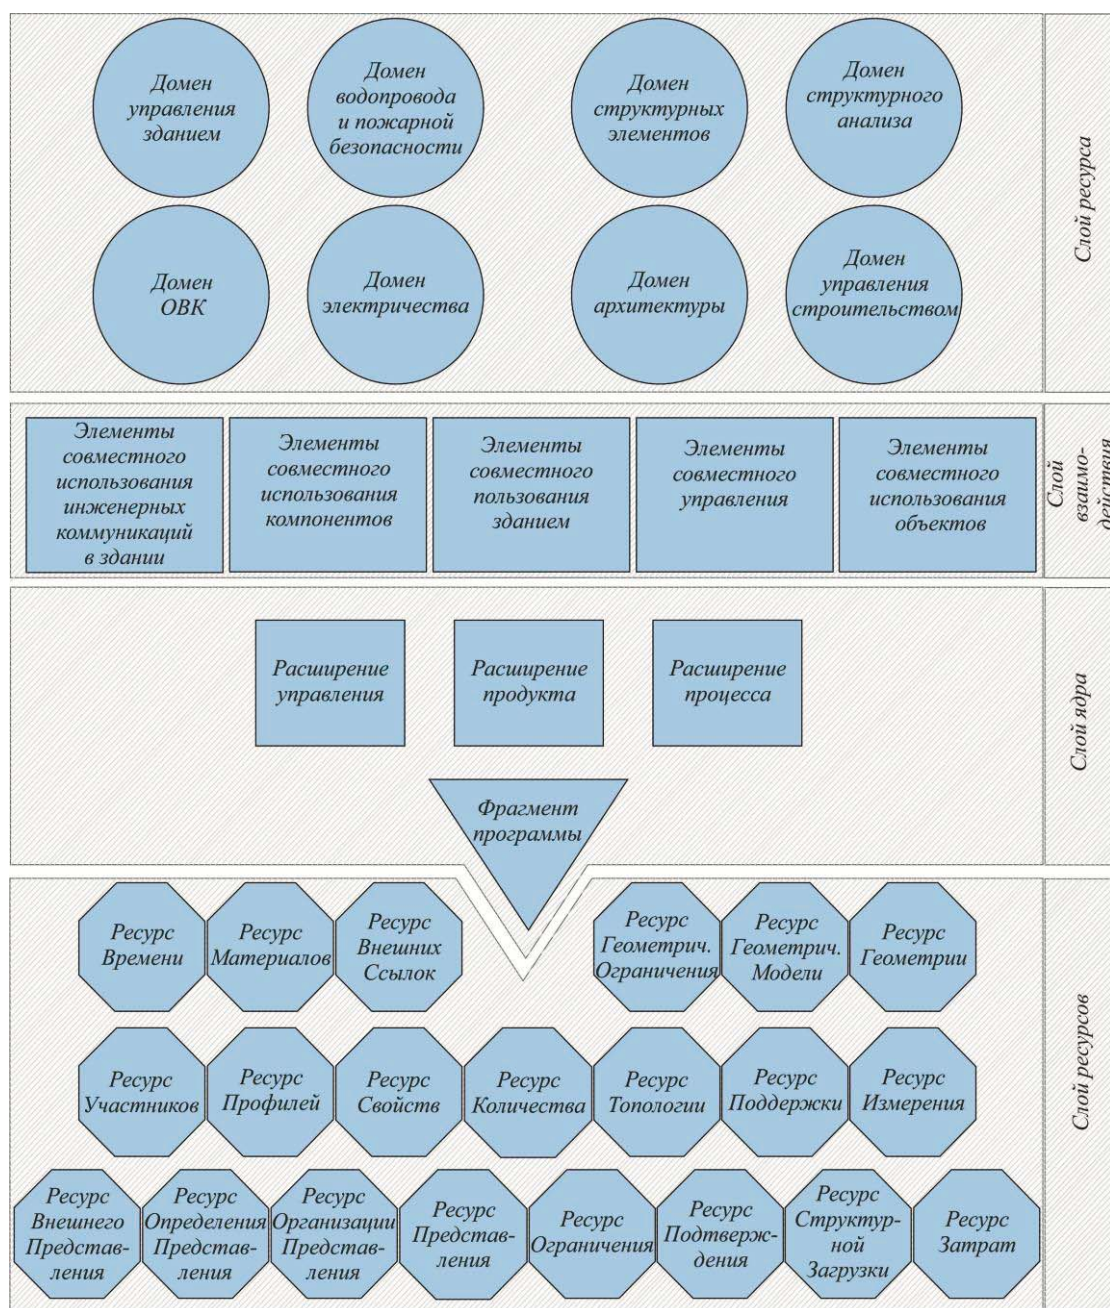 Домен
управления
зданием
Домен
водопровода
и пожарной
безопасности
Домен
структурных
элементов
Домен
структурного
анализа
Домен
ОВК
Домен
электричества
Домен
архитектуры
Домен
управления
строительством
Слой ресурса
Элементы
совместного
использования
инженерных
коммуникаций
в здании
Элементы
совместного
использования
компонентов
Элементы
совместного
пользования
зданием
Элементы
совместного
управления
Элементы
совместного
использования
объектов
Слой
взаимо-
действия
Расширение
управления
Расширение
продукта
Расширение
процесса
Фрагмент
программы
Слой ядра
Ресурс
Времени
Ресурс
Материалов
Ресурс
Внешних
Ссылок
Ресурс
Геометрич.
Ограничения
Ресурс
Геометрич.
Модели
Ресурс
Геометрии
Ресурс
Участников
Ресурс
Профилей
Ресурс
Свойств
Ресурс
Количества
Ресурс
Топологии
Ресурс
Поддержки
Ресурс
Измерения
Ресурс
Внешнего
Представ-
ления
Ресурс
Определения
Представ-
ления
Ресурс
Организации
Представ-
ления
Ресурс
Представ-
ления
Ресурс
Ограничения
Ресурс
Подтверж-
дения
Ресурс
Структур-
ной
Загрузки
Ресурс
Затрат
Слой ресурсов